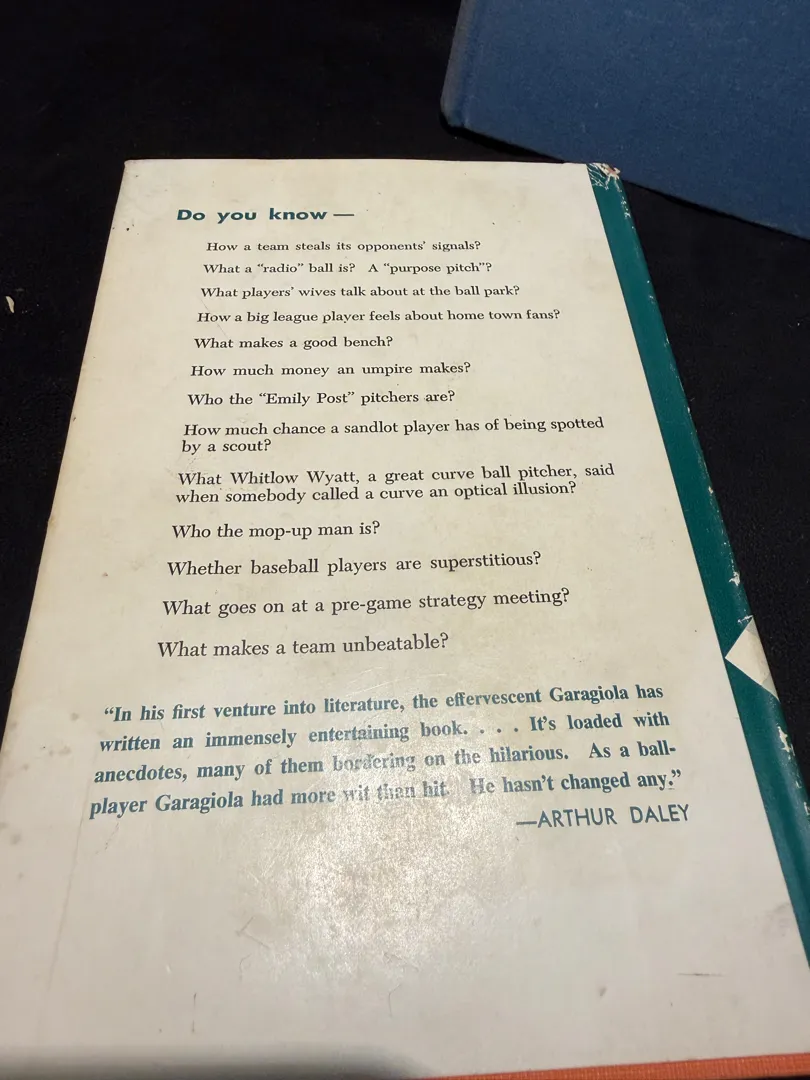 Do you know —
How a team steals its opponents' signals?
What a “radio” ball is? A “purpose pitch”?
What players' wives talk about at the ball park?
How a big league player feels about home town fans?
What makes a good bench?
How much money an umpire makes?
Who the “Emily Post” pitchers are?
How much chance a sandlot player has of being spotted
by a scout?
What Whitlow Wyatt, a great curve ball pitcher, said
when somebody called a curve an optical illusion?
Who the mop-up man is?
Whether baseball players are superstitious?
What goes on at a pre-game strategy meeting?
What makes a team unbeatable?
“In his first venture into literature, the effervescent Garagiola has
written an immensely entertaining book. . . . It's loaded with
anecdotes, many of them bordering on the hilarious. As a ball-
player Garagiola had more wit than hit. He hasn't changed any.”
—ARTHUR DALEY